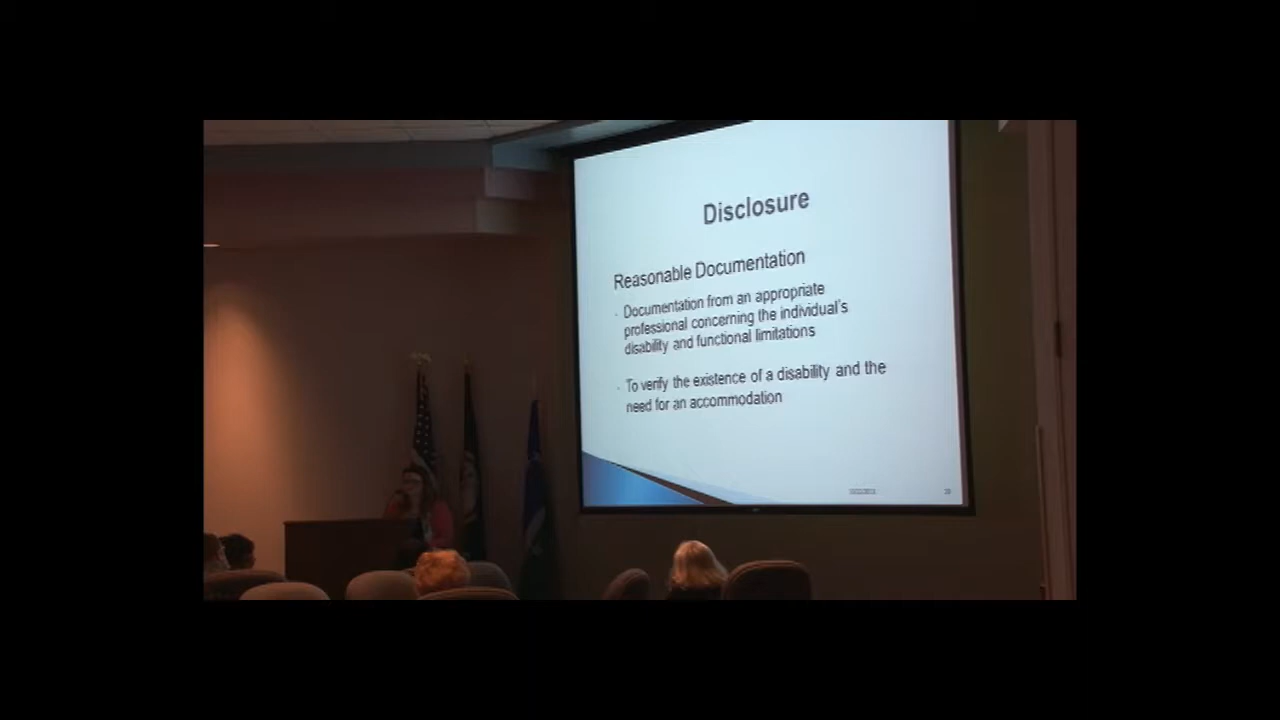 Disclosure
Reasonable Documentation
Documentation from an appropriate
professional concerning the individual's
disability and functional limitations
To verify the existence of a disability and the
need for an accommodation